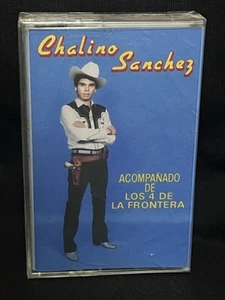 Chalino
Sanchez
ACOMPAÑADO
DE
LOS 4 DE
LA FRONTERA